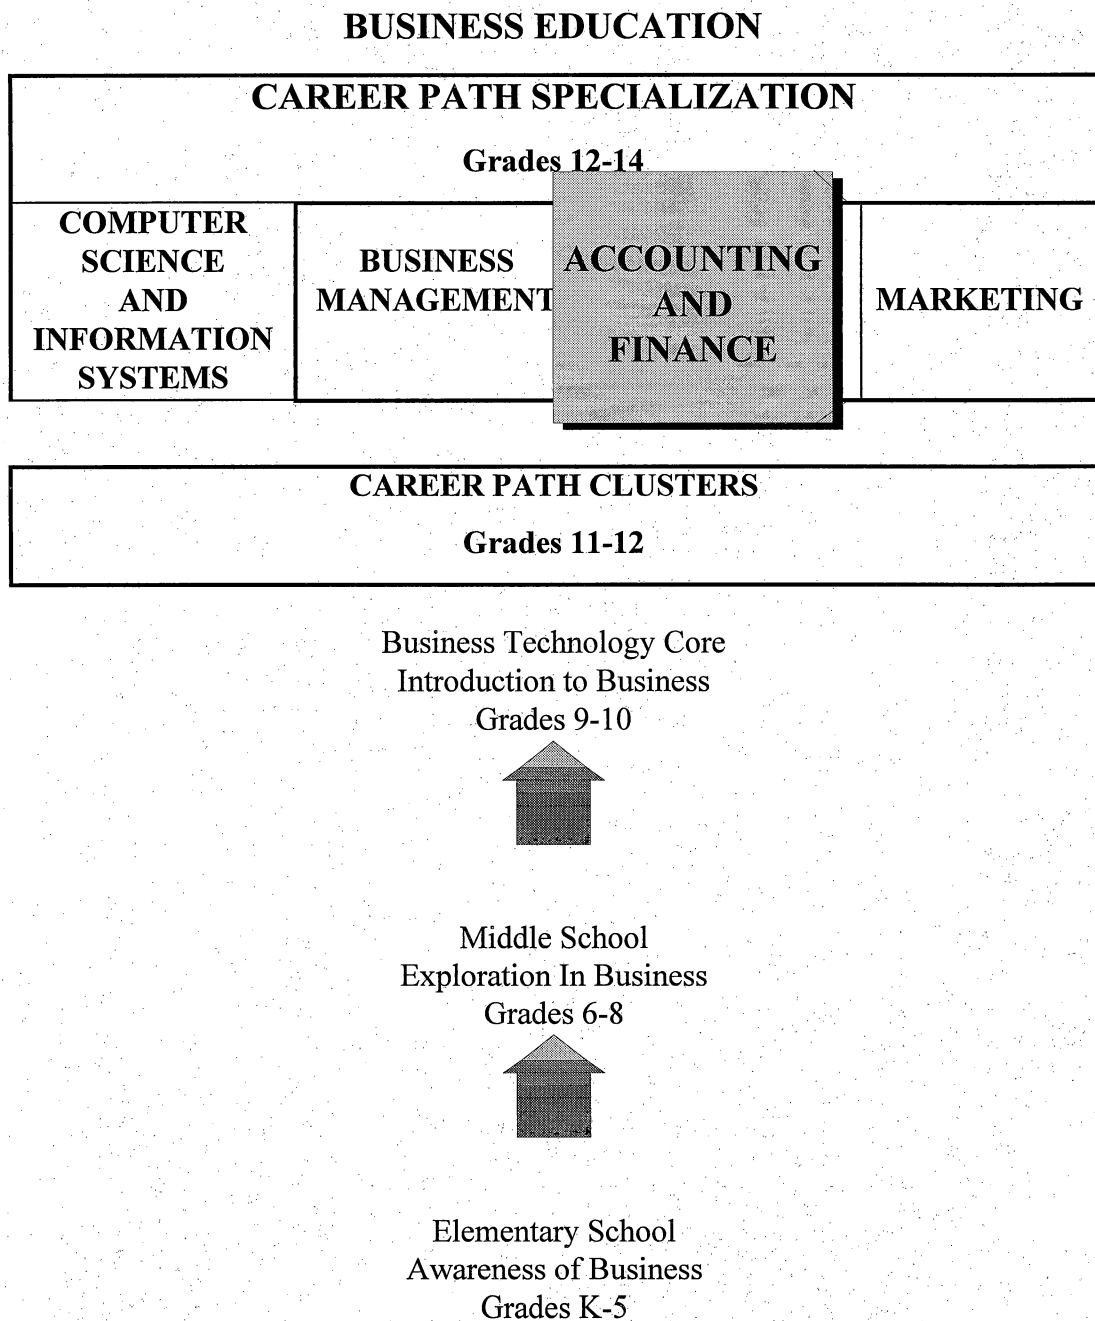 BUSINESS EDUCATION
CAREER PATH SPECIALIZATION
Grades 12-14
COMPUTER
SCIENCE
AND
INFORMATION
SYSTEMS
BUSINESS
MANAGEMENT
ACCOUNTING
AND
FINANCE
MARKETING
CAREER PATH CLUSTERS
Grades 11-12
Business Technology Core
Introduction to Business
Grades 9-10
Middle School
Exploration In Business
Grades 6-8
Elementary School
Awareness of Business
Grades K-5